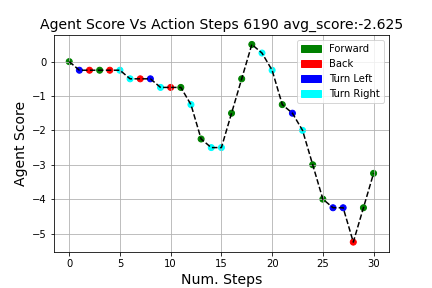 Agent Score Vs Action Steps 6190 avg_score:-2.625
Forward
Back
Turn Left
Turn Right
Agent Score
0
−1
−2
−3
−4
−5
0 5 10 15 20 25 30
Num. Steps